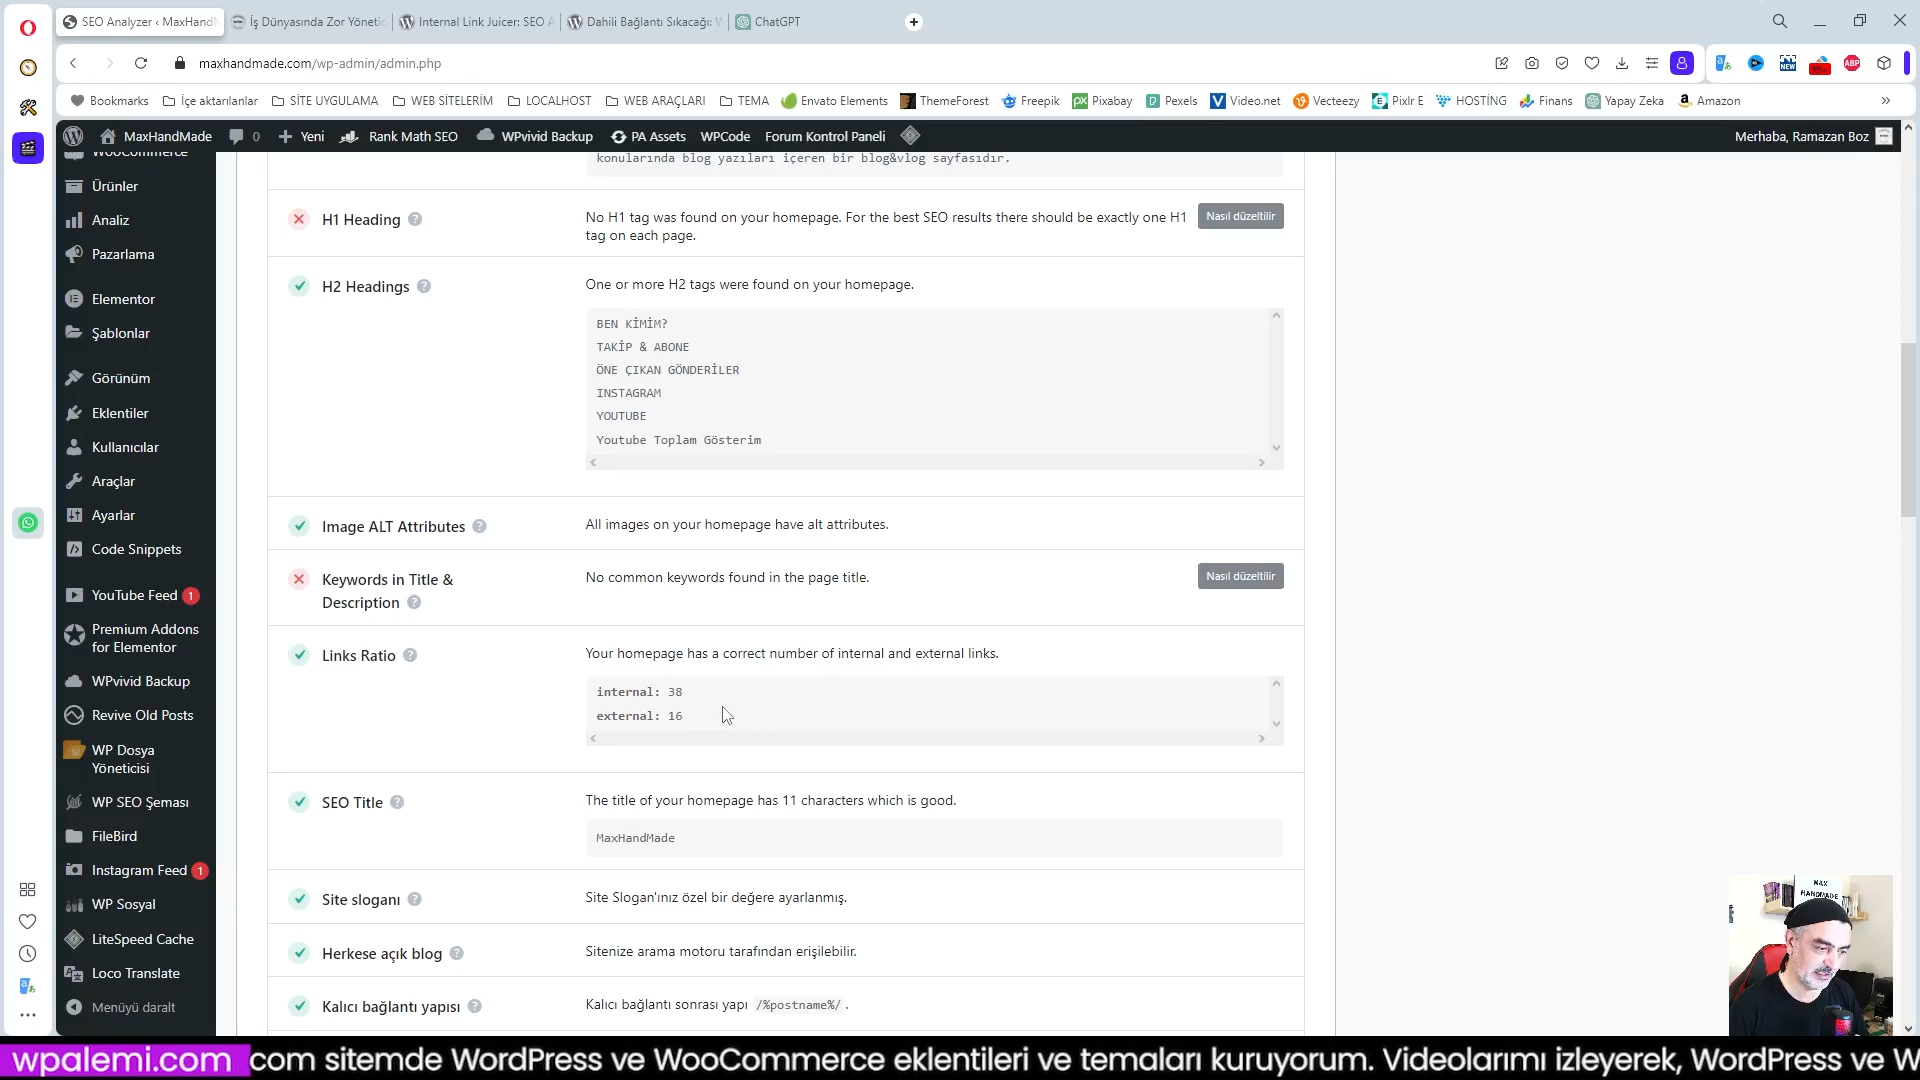 SEO Analyzer ‹ MaxHandM
İş Dünyasında Zor Yönetic
Internal Link Juicer: SEO A
Dahili Bağlantı Sıkacağı: W
ChatGPT
maxhandmade.com/wp-admin/admin.php
Bookmarks
İçe aktarılanlar
SİTE UYGULAMA
WEB SİTELERİM
LOCALHOST
WEB ARAÇLARI
TEMA
Envato Elements
ThemeForest
Freepik
Pixabay
Pexels
Video.net
Vecteezy
Pixlr E
HOSTİNG
Finans
Yapay Zeka
Amazon
MaxHandMade
0
Yeni
Rank Math SEO
WPvivid Backup
PA Assets
WPCode
Forum Kontrol Paneli
Merhaba, Ramazan Boz
WooCommerce
Ürünler
Analiz
Pazarlama
Elementor
Şablonlar
Görünüm
Eklentiler
Kullanıcılar
Araçlar
Ayarlar
Code Snippets
YouTube Feed 1
Premium Addons
for Elementor
WPvivid Backup
Revive Old Posts
WP Dosya
Yöneticisi
WP SEO Şeması
FileBird
Instagram Feed 1
WP Sosyal
LiteSpeed Cache
Loco Translate
Menüyü daralt
konularında blog yazıları içeren bir blog&vlog sayfasıdır.
H1 Heading
No H1 tag was found on your homepage. For the best SEO results there should be exactly one H1
tag on each page.
Nasıl düzeltilir
H2 Headings
One or more H2 tags were found on your homepage.
BEN KİMİM?
TAKİP & ABONE
ÖNE ÇIKAN GÖNDERİLER
INSTAGRAM
YOUTUBE
Youtube Toplam Gösterim
Image ALT Attributes
All images on your homepage have alt attributes.
Keywords in Title &
Description
No common keywords found in the page title.
Nasıl düzeltilir
Links Ratio
Your homepage has a correct number of internal and external links.
internal: 38
external: 16
SEO Title
The title of your homepage has 11 characters which is good.
MaxHandMade
Site sloganı
Site Slogan'ınız özel bir değere ayarlanmış.
Herkese açık blog
Sitenize arama motoru tarafından erişilebilir.
Kalıcı bağlantı yapısı
Kalıcı bağlantı sonrası yapı /%postname%/ .
MAX
HANDMADE
wpalemi.com
com sitemde WordPress ve WooCommerce eklentileri ve temaları kuruyorum. Videolarımı izleyerek, WordPress ve W